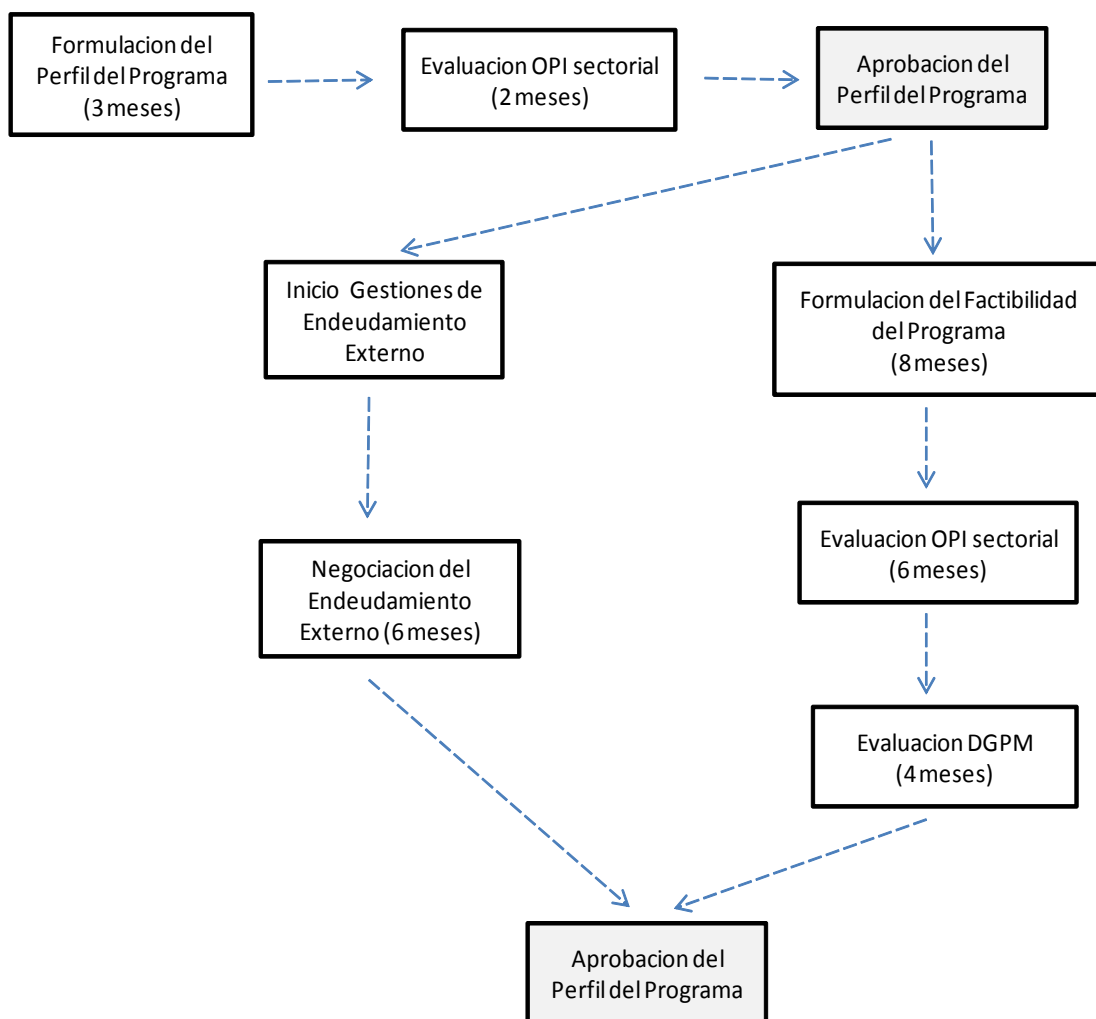 Formulacion del
Perfil del Programa
(3 meses)
Evaluacion OPI sectorial
(2 meses)
Aprobacion del
Perfil del Programa
Inicio Gestiones de
Endeudamiento
Externo
Formulacion del Factibilidad
del Programa
(8 meses)
Negociacion del
Endeudamiento
Externo (6 meses)
Evaluacion OPI sectorial
(6 meses)
Evaluacion DGPM
(4 meses)
Aprobacion del
Perfil del Programa